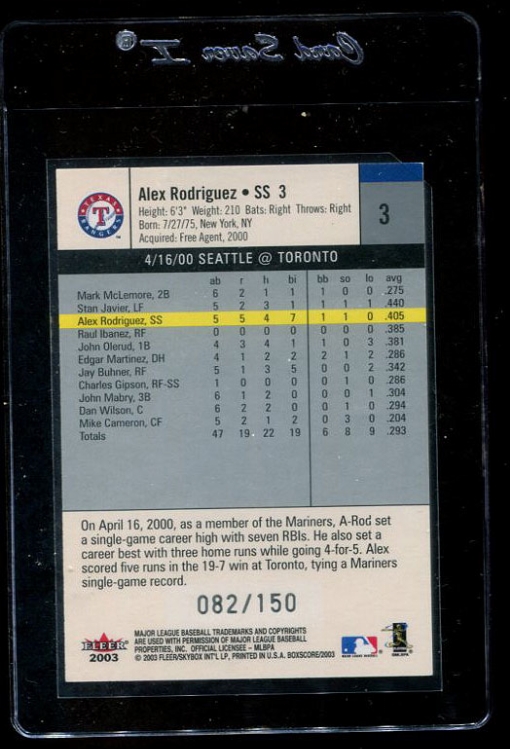 Card Saver I®
TEXAS
T
RANGERS
Alex Rodriguez • SS 3
Height: 6'3" Weight: 210 Bats: Right Throws: Right
Born: 7/27/75, New York, NY
Acquired: Free Agent, 2000
3
4/16/00 SEATTLE @ TORONTO
ab r h bi bb so lo avg
Mark McLemore, 2B 6 2 1 1 1 0 0 .275
Stan Javier, LF 5 2 3 1 1 1 1 .440
Alex Rodriguez, SS 5 5 4 7 1 1 0 .405
Raul Ibanez, RF 0 0 0 0 0 0 0 .385
John Olerud, 1B 4 3 4 1 1 0 3 .381
Edgar Martinez, DH 4 1 2 2 2 1 2 .286
Jay Buhner, RF 5 1 3 5 0 0 2 .342
Charles Gipson, RF-SS 1 0 0 0 0 1 0 .286
John Mabry, 3B 6 1 2 0 0 0 1 .304
Dan Wilson, C 6 2 2 0 0 1 0 .294
Mike Cameron, CF 5 2 1 2 0 3 0 .204
Totals 47 19 22 19 6 8 9 .293
On April 16, 2000, as a member of the Mariners, A-Rod set
a single-game career high with seven RBIs. He also set a
career best with three home runs while going 4-for-5. Alex
scored five runs in the 19-7 win at Toronto, tying a Mariners
single-game record.
082/150
FLEER
2003
MAJOR LEAGUE BASEBALL TRADEMARKS AND COPYRIGHTS
ARE USED WITH PERMISSION OF MAJOR LEAGUE BASEBALL
PROPERTIES, INC. OFFICIAL LICENSEE - MLBPA
© 2003 FLEER/SKYBOX INT'L LP, PRINTED IN U.S.A. BOXSCORE/2003